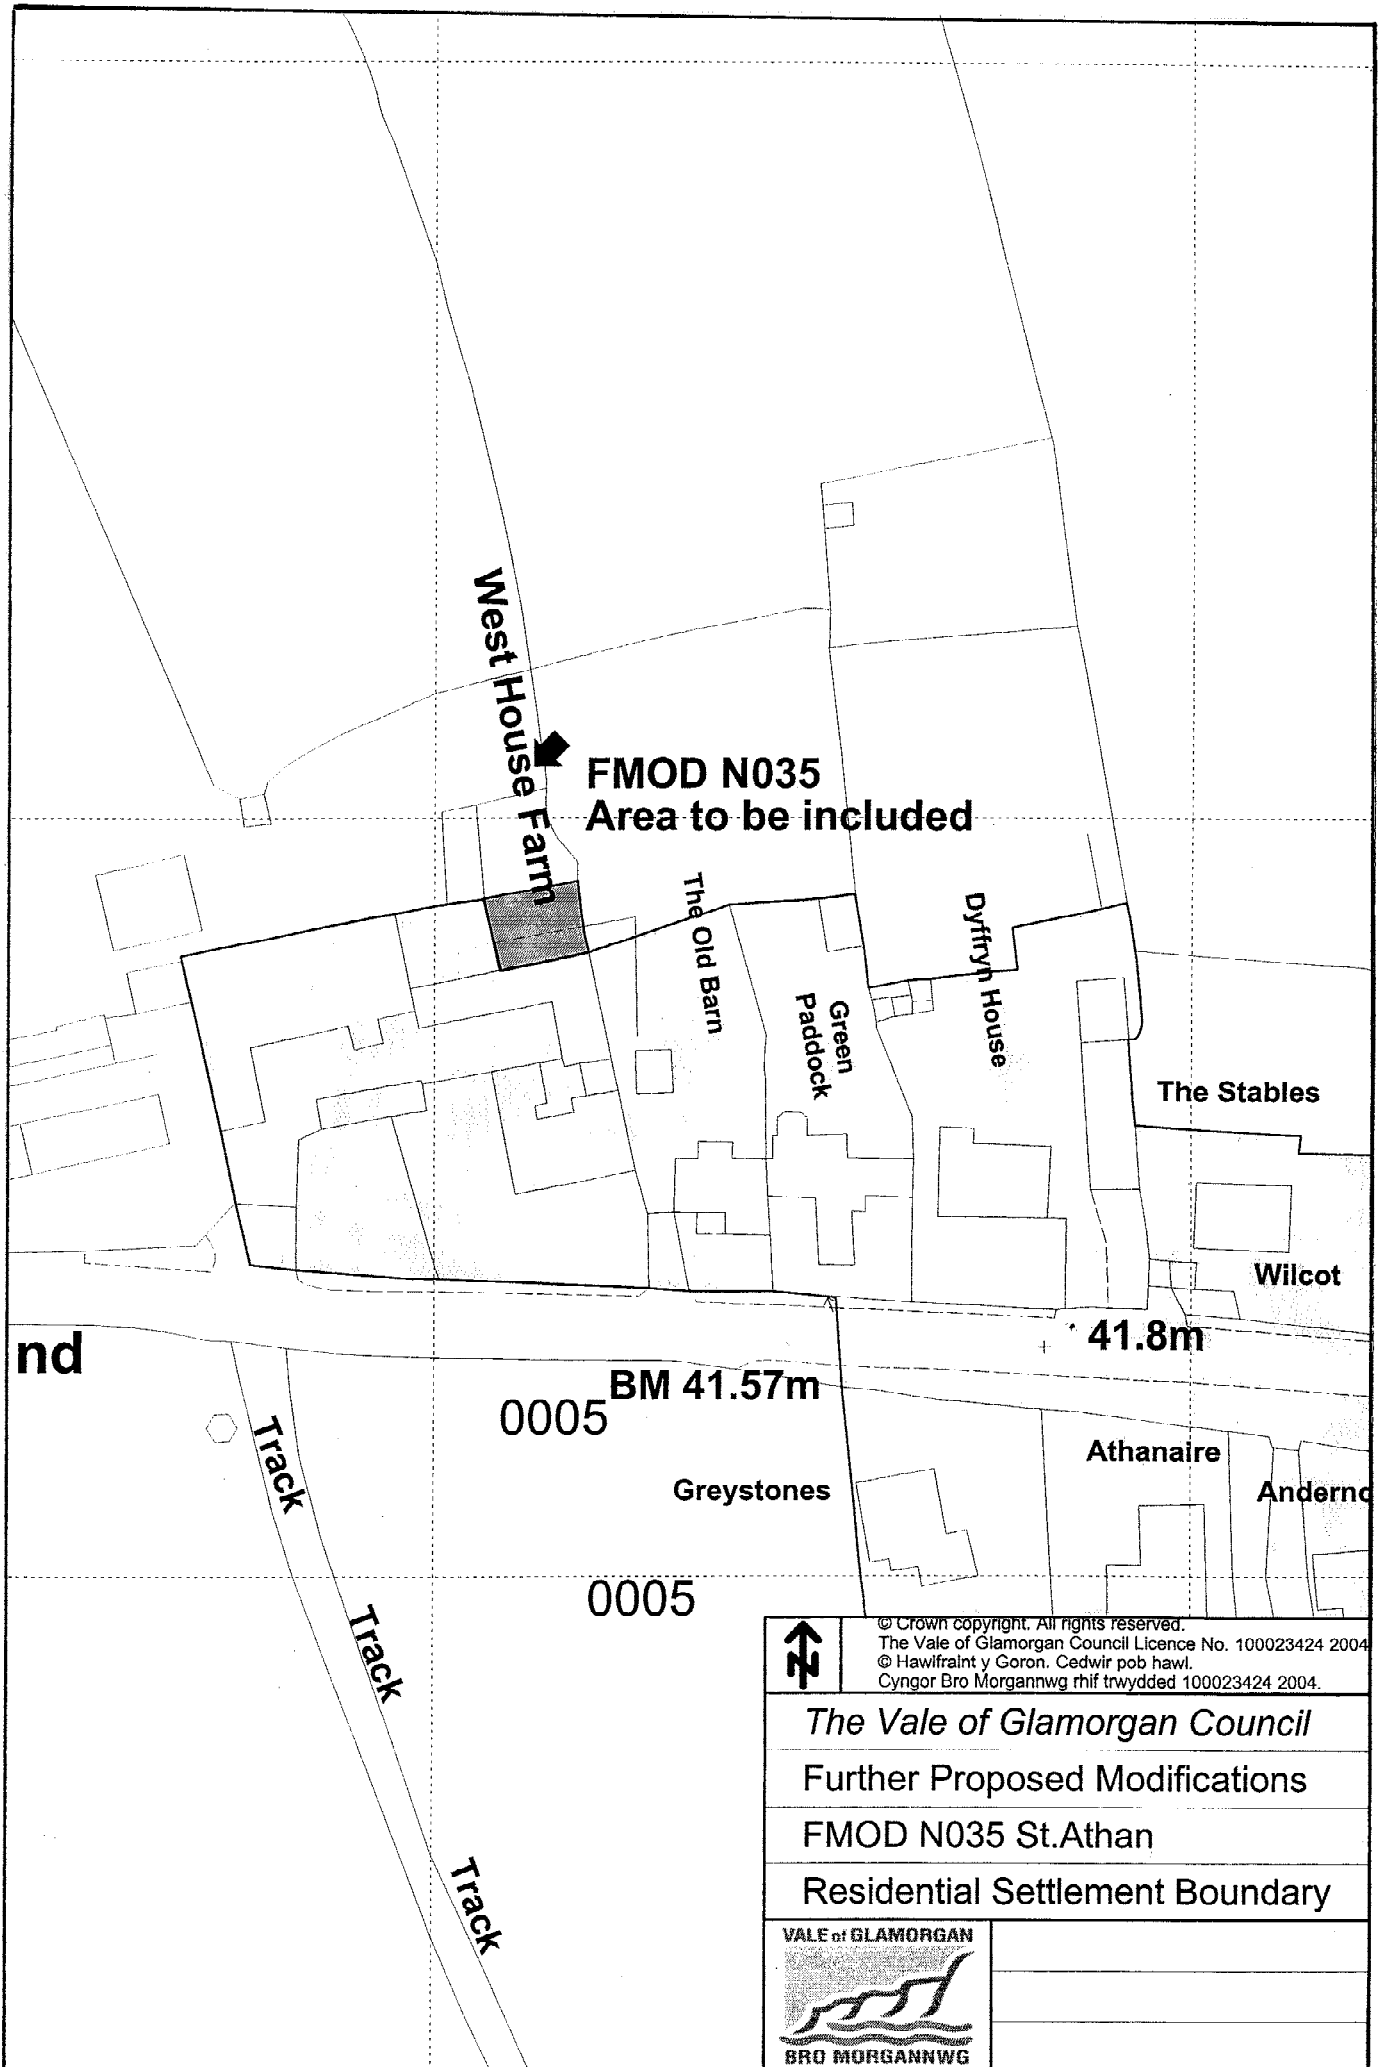 West House Farm
FMOD N035
Area to be included
The Old Barn
Green
Paddock
Dyffryn House
The Stables
Wilcot
41.8m
nd
BM 41.57m
0005
Track
Athanaire
Greystones
Anderno
0005
Track
Track
N
© Crown copyright. All rights reserved.
The Vale of Glamorgan Council Licence No. 100023424 2004
© Hawlfraint y Goron. Cedwir pob hawl.
Cyngor Bro Morgannwg rhif trwydded 100023424 2004.
The Vale of Glamorgan Council
Further Proposed Modifications
FMOD N035 St.Athan
Residential Settlement Boundary
VALE of GLAMORGAN
BRO MORGANNWG